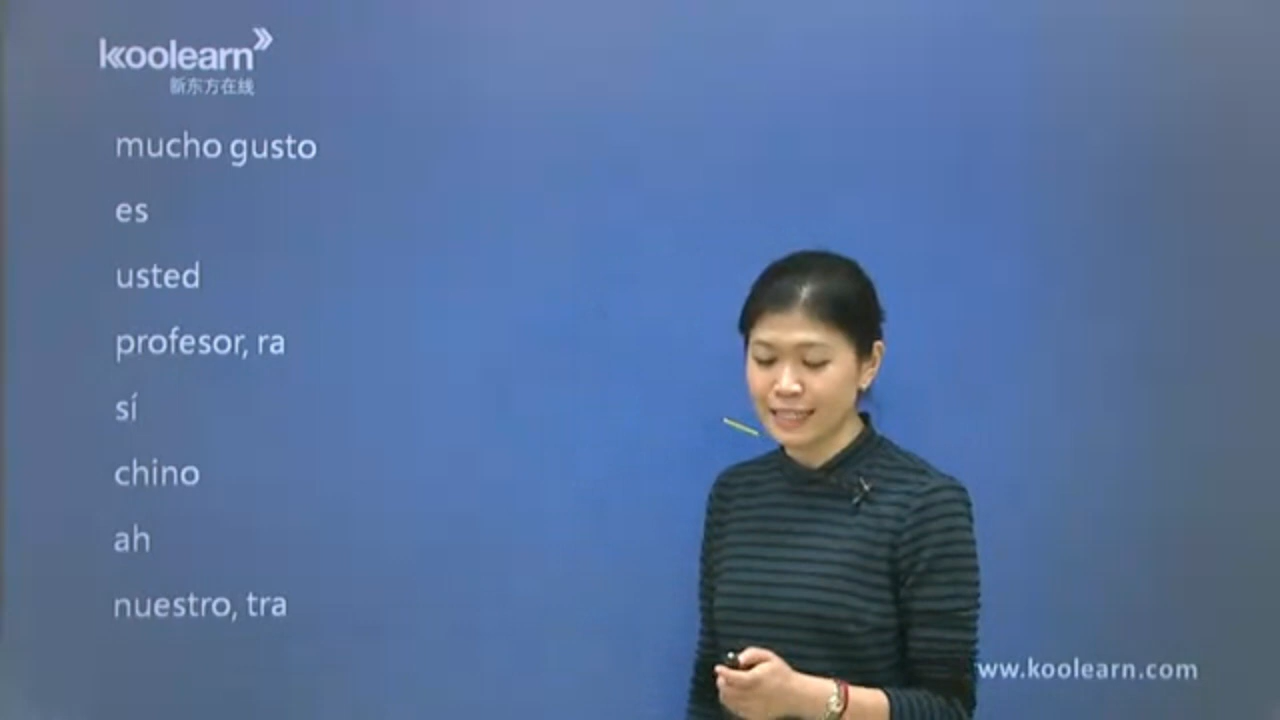 koolearn
新东方在线
mucho gusto
es
usted
profesor, ra
sí
chino
ah
nuestro, tra
ww.koolearn.com